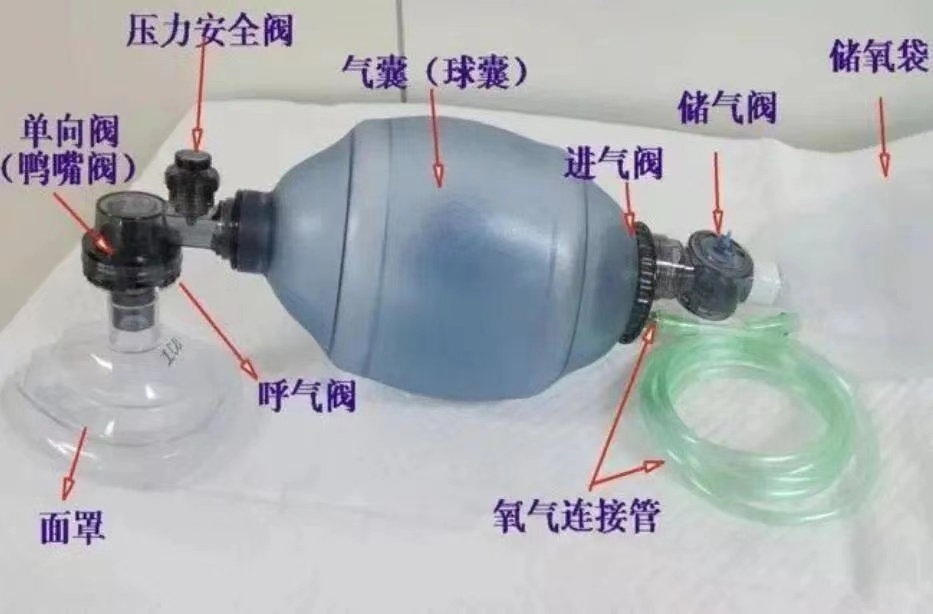 压力安全阀
气囊（球囊）
储氧袋
储气阀
单向阀
（鸭嘴阀）
进气阀
ICU
呼气阀
氧气连接管
面罩